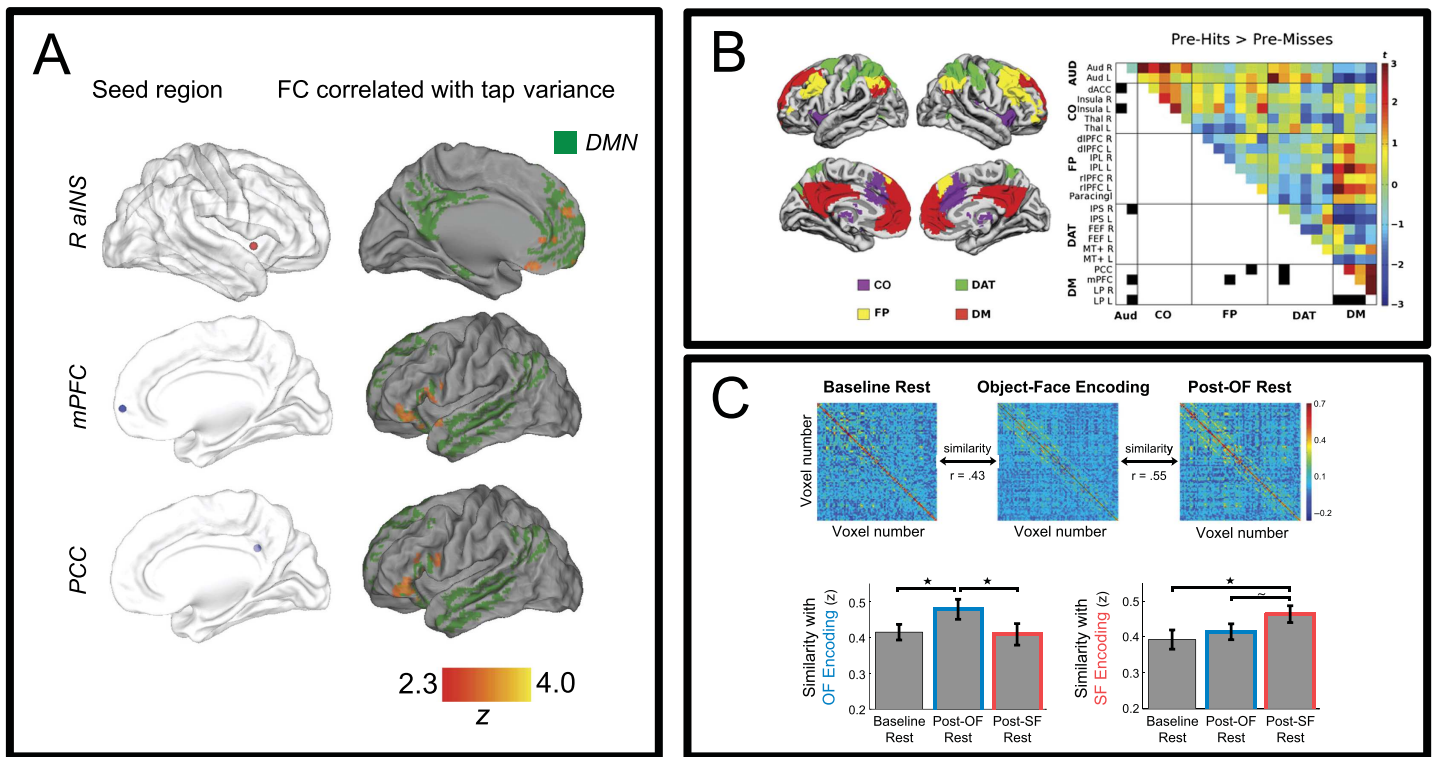 A
Seed region
FC correlated with tap variance
DMN
R aINS
mPFC
PCC
2.3
4.0
z
B
Pre-Hits > Pre-Misses
t
AUD
CO
FP
DAT
DM
Aud R
Aud L
dACC
Insula R
Insula L
Thal R
Thal L
dlPFC R
dlPFC L
IPL R
IPL L
rlPFC R
rlPFC L
Paracingl
IPS R
IPS L
FEF R
FEF L
MT+ R
MT+ L
PCC
mPFC
LP R
LP L
Aud CO FP DAT DM
3
2
1
0
−1
−2
−3
CO
DAT
FP
DM
C
Baseline Rest
Object-Face Encoding
Post-OF Rest
Voxel number
similarity
r = .43
similarity
r = .55
0.7
0.4
0.1
−0.2
Voxel number
Voxel number
Voxel number
Similarity with
OF Encoding (z)
0.5
0.4
0.3
0.2
★
★
Baseline
Rest
Post-OF
Rest
Post-SF
Rest
Similarity with
SF Encoding (z)
0.5
0.4
0.3
0.2
★
~
Baseline
Rest
Post-OF
Rest
Post-SF
Rest